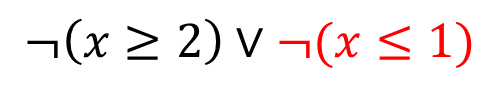 ¬(x ≥ 2) ∨ ¬(x ≤ 1)